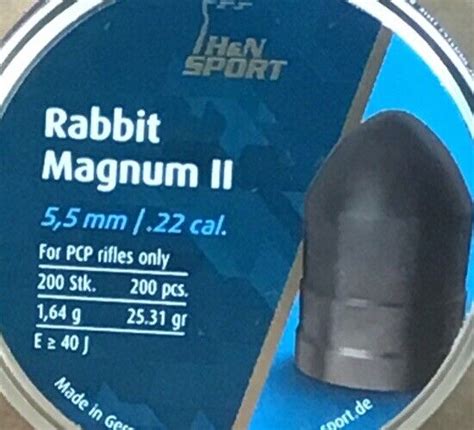 H&N
SPORT
Rabbit
Magnum II
5,5 mm / .22 cal.
For PCP rifles only
200 Stk. 200 pcs.
1,64 g 25.31 gr
E ≥ 40 J
Made in Ger
sport.de